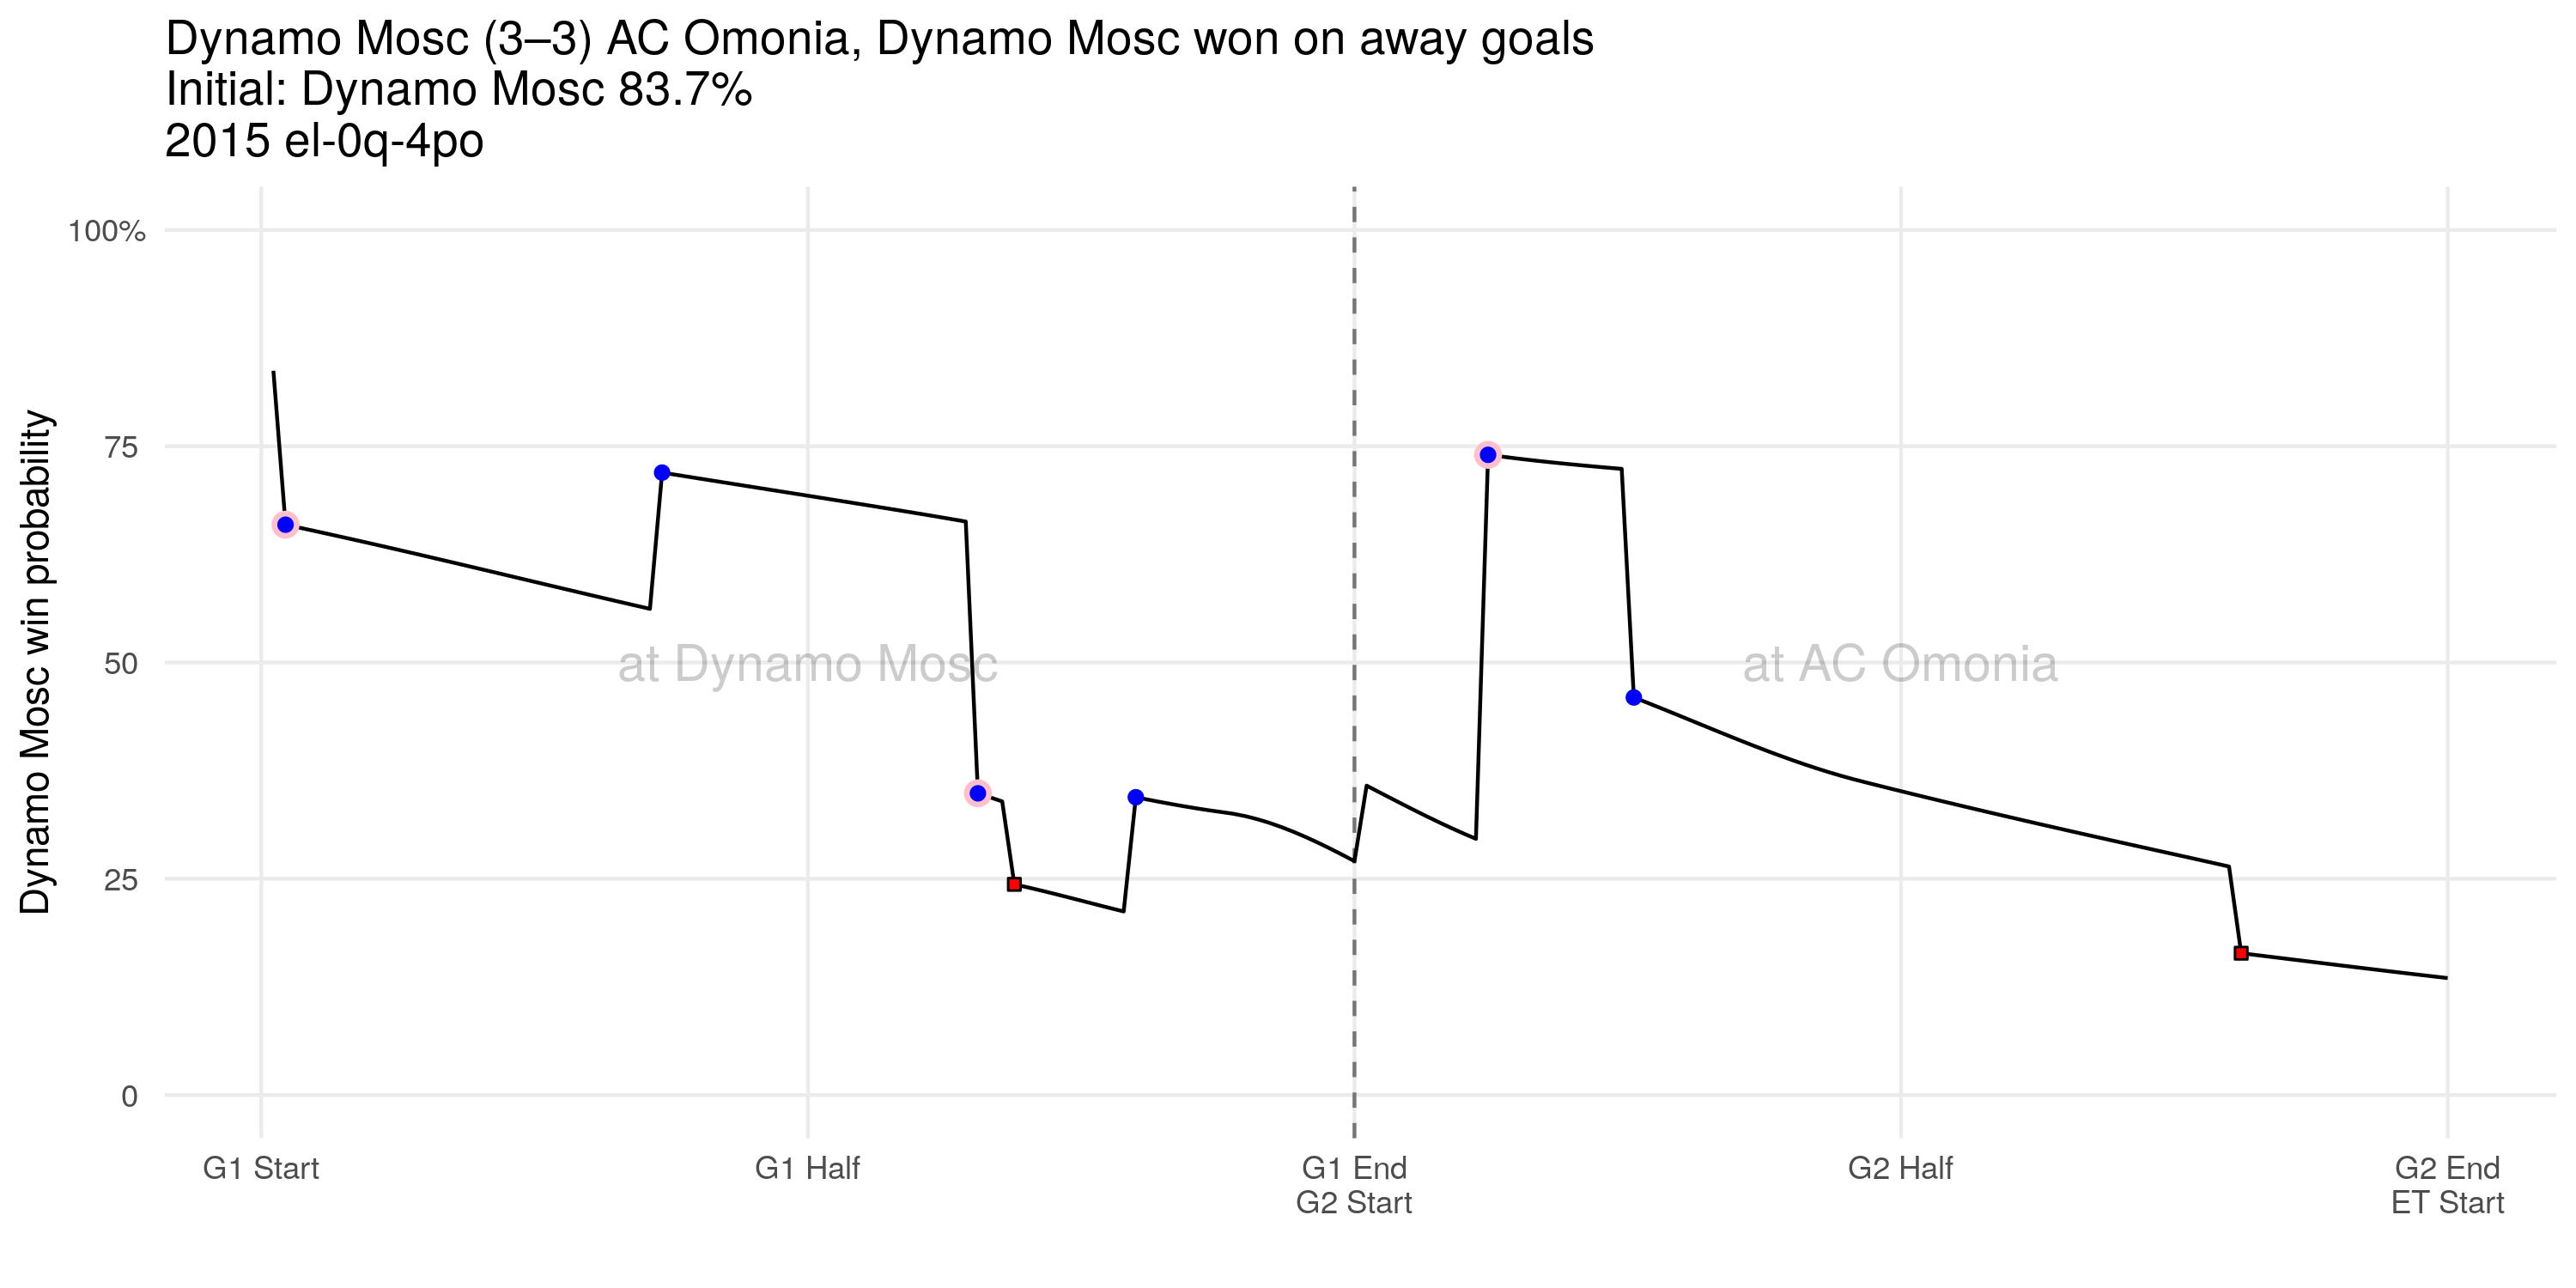 Dynamo Mosc (3–3) AC Omonia, Dynamo Mosc won on away goals
Initial: Dynamo Mosc 83.7%
2015 el-0q-4po
Dynamo Mosc win probability
100%
75
50
25
0
at Dynamo Mosc
at AC Omonia
G1 Start
G1 Half
G1 End
G2 Start
G2 Half
G2 End
ET Start